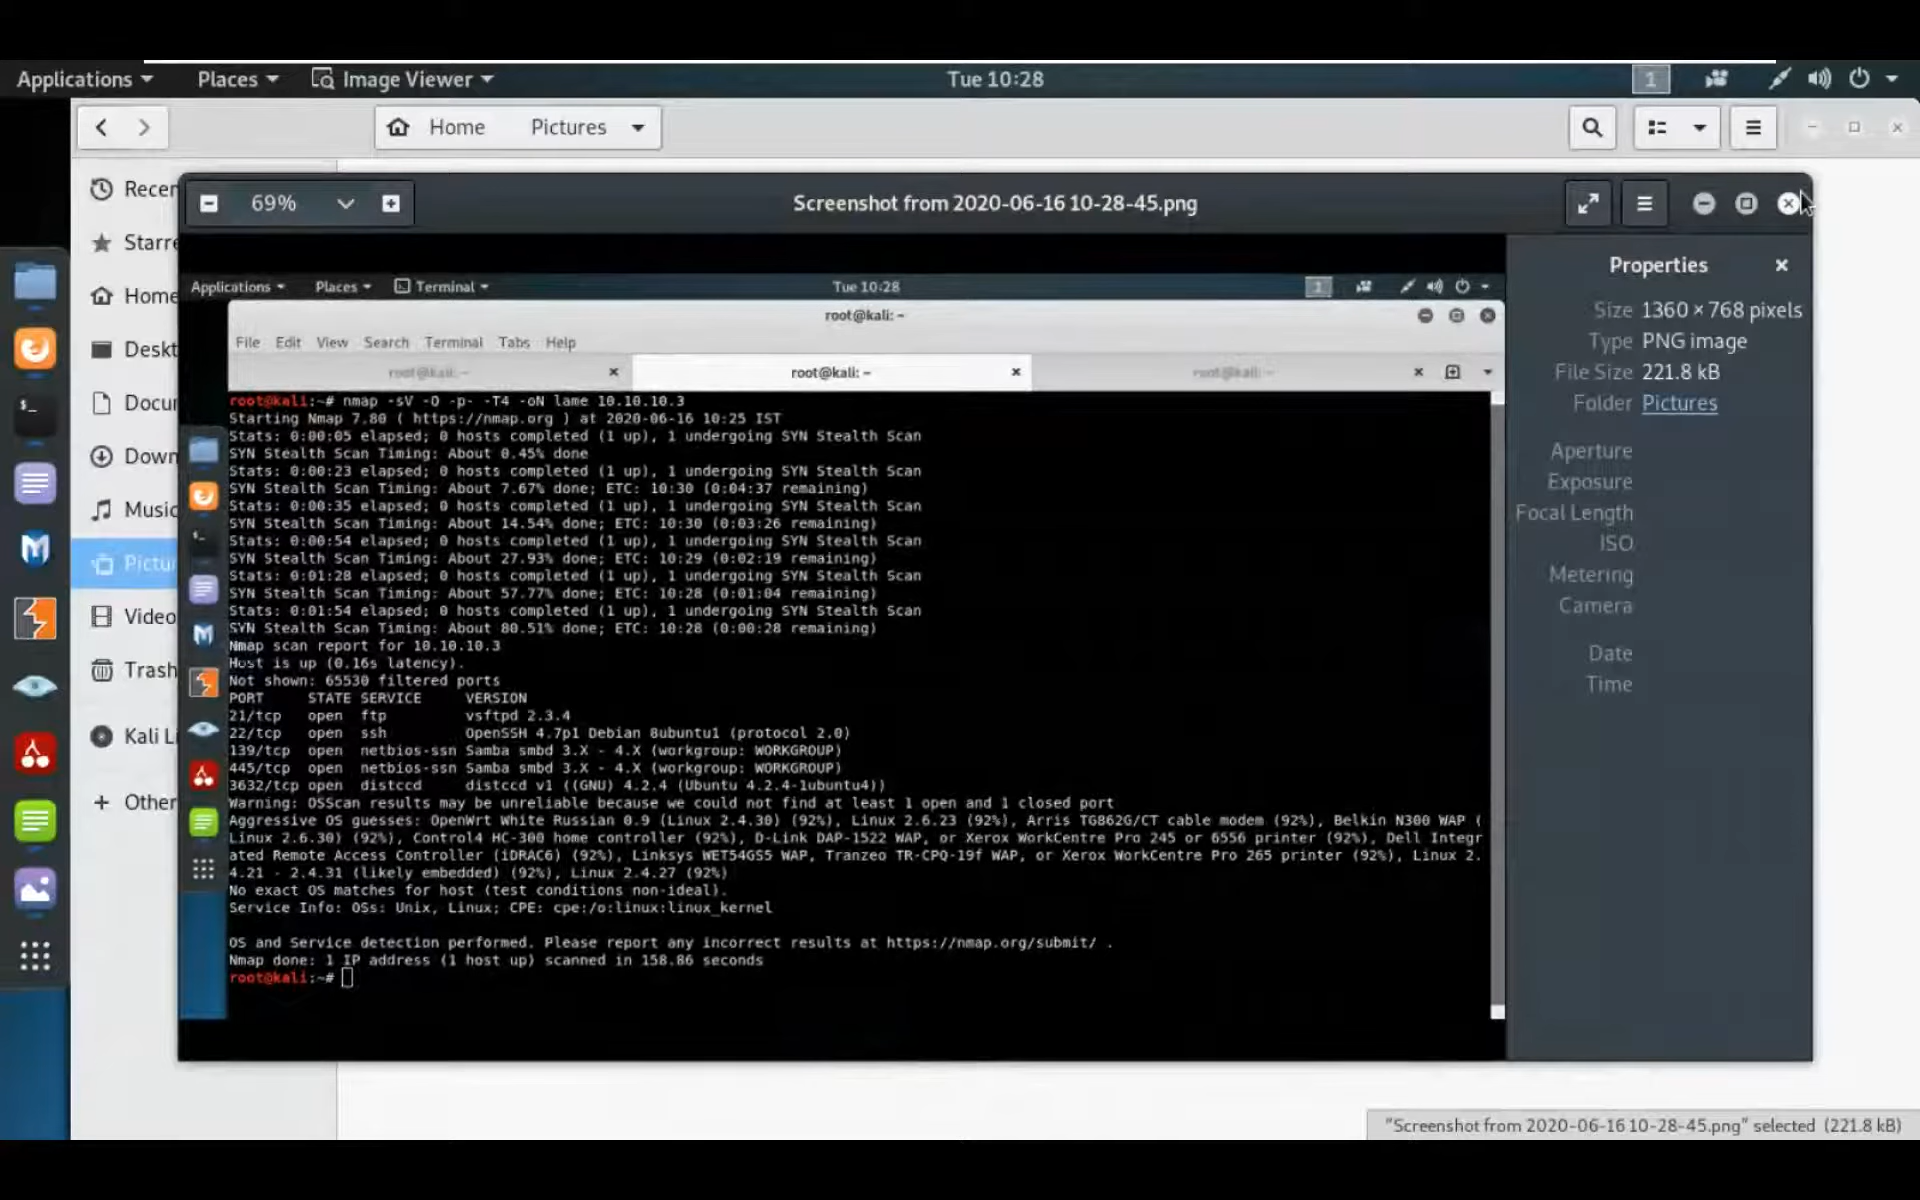 Applications Places Image Viewer Tue 10:28 1
Home Pictures
Recen
Starre
Home
Deskt
Docur
Down
Music
Pictu
Video
Trash
Kali Li
Other
69% Screenshot from 2020-06-16 10-28-45.png
Applications Places Terminal Tue 10:28 1
root@kali: ~
File Edit View Search Terminal Tabs Help
root@kali: ~ root@kali: ~ root@kali: ~
root@kali:~# nmap -sV -O -p- -T4 -oN lame 10.10.10.3
Starting Nmap 7.80 ( https://nmap.org ) at 2020-06-16 10:25 IST
Stats: 0:00:05 elapsed; 0 hosts completed (1 up), 1 undergoing SYN Stealth Scan
SYN Stealth Scan Timing: About 0.45% done
Stats: 0:00:23 elapsed; 0 hosts completed (1 up), 1 undergoing SYN Stealth Scan
SYN Stealth Scan Timing: About 7.67% done; ETC: 10:30 (0:04:37 remaining)
Stats: 0:00:35 elapsed; 0 hosts completed (1 up), 1 undergoing SYN Stealth Scan
SYN Stealth Scan Timing: About 14.54% done; ETC: 10:30 (0:03:26 remaining)
Stats: 0:00:54 elapsed; 0 hosts completed (1 up), 1 undergoing SYN Stealth Scan
SYN Stealth Scan Timing: About 27.93% done; ETC: 10:29 (0:02:19 remaining)
Stats: 0:01:28 elapsed; 0 hosts completed (1 up), 1 undergoing SYN Stealth Scan
SYN Stealth Scan Timing: About 57.77% done; ETC: 10:28 (0:01:04 remaining)
Stats: 0:01:54 elapsed; 0 hosts completed (1 up), 1 undergoing SYN Stealth Scan
SYN Stealth Scan Timing: About 80.51% done; ETC: 10:28 (0:00:28 remaining)
Nmap scan report for 10.10.10.3
Host is up (0.16s latency).
Not shown: 65530 filtered ports
PORT STATE SERVICE VERSION
21/tcp open ftp vsftpd 2.3.4
22/tcp open ssh OpenSSH 4.7p1 Debian 8ubuntu1 (protocol 2.0)
139/tcp open netbios-ssn Samba smbd 3.X - 4.X (workgroup: WORKGROUP)
445/tcp open netbios-ssn Samba smbd 3.X - 4.X (workgroup: WORKGROUP)
3632/tcp open distccd distccd v1 ((GNU) 4.2.4 (Ubuntu 4.2.4-1ubuntu4))
Warning: OSScan results may be unreliable because we could not find at least 1 open and 1 closed port
Aggressive OS guesses: OpenWrt White Russian 0.9 (Linux 2.4.30) (92%), Linux 2.6.23 (92%), Arris TG862G/CT cable modem (92%), Belkin N300 WAP (
Linux 2.6.30) (92%), Control4 HC-300 home controller (92%), D-Link DAP-1522 WAP, or Xerox WorkCentre Pro 245 or 6556 printer (92%), Dell Integr
ated Remote Access Controller (iDRAC6) (92%), Linksys WET54GS5 WAP, Tranzeo TR-CPQ-19f WAP, or Xerox WorkCentre Pro 265 printer (92%), Linux 2.
4.21 - 2.4.31 (likely embedded) (92%), Linux 2.4.27 (92%)
No exact OS matches for host (test conditions non-ideal).
Service Info: OSs: Unix, Linux; CPE: cpe:/o:linux:linux_kernel
OS and Service detection performed. Please report any incorrect results at https://nmap.org/submit/ .
Nmap done: 1 IP address (1 host up) scanned in 158.86 seconds
root@kali:~#
Properties
Size 1360 × 768 pixels
Type PNG image
File Size 221.8 kB
Folder Pictures
Aperture
Exposure
Focal Length
ISO
Metering
Camera
Date
Time
"Screenshot from 2020-06-16 10-28-45.png" selected (221.8 kB)